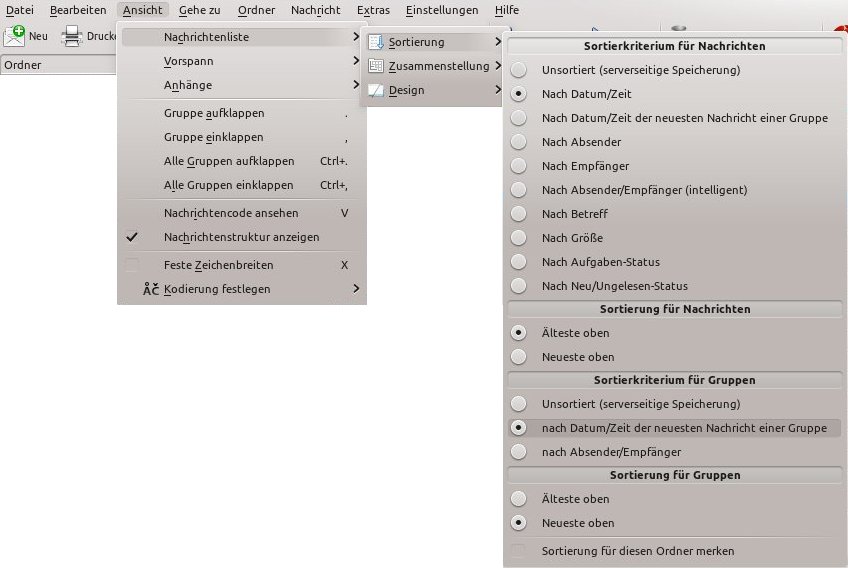 Datei Bearbeiten Ansicht Gehe zu Ordner Nachricht Extras Einstellungen Hilfe
Neu Drucke
Ordner
Nachrichtenliste
Vorspann
Anhänge
Gruppe aufklappen .
Gruppe einklappen ,
Alle Gruppen aufklappen Ctrl+.
Alle Gruppen einklappen Ctrl+,
Nachrichtencode ansehen V
Nachrichtenstruktur anzeigen
Feste Zeichenbreiten X
ÅČ Kodierung festlegen
Sortierung
Zusammenstellung
Design
Sortierkriterium für Nachrichten
Unsortiert (serverseitige Speicherung)
Nach Datum/Zeit
Nach Datum/Zeit der neuesten Nachricht einer Gruppe
Nach Absender
Nach Empfänger
Nach Absender/Empfänger (intelligent)
Nach Betreff
Nach Größe
Nach Aufgaben-Status
Nach Neu/Ungelesen-Status
Sortierung für Nachrichten
Älteste oben
Neueste oben
Sortierkriterium für Gruppen
Unsortiert (serverseitige Speicherung)
nach Datum/Zeit der neuesten Nachricht einer Gruppe
nach Absender/Empfänger
Sortierung für Gruppen
Älteste oben
Neueste oben
Sortierung für diesen Ordner merken